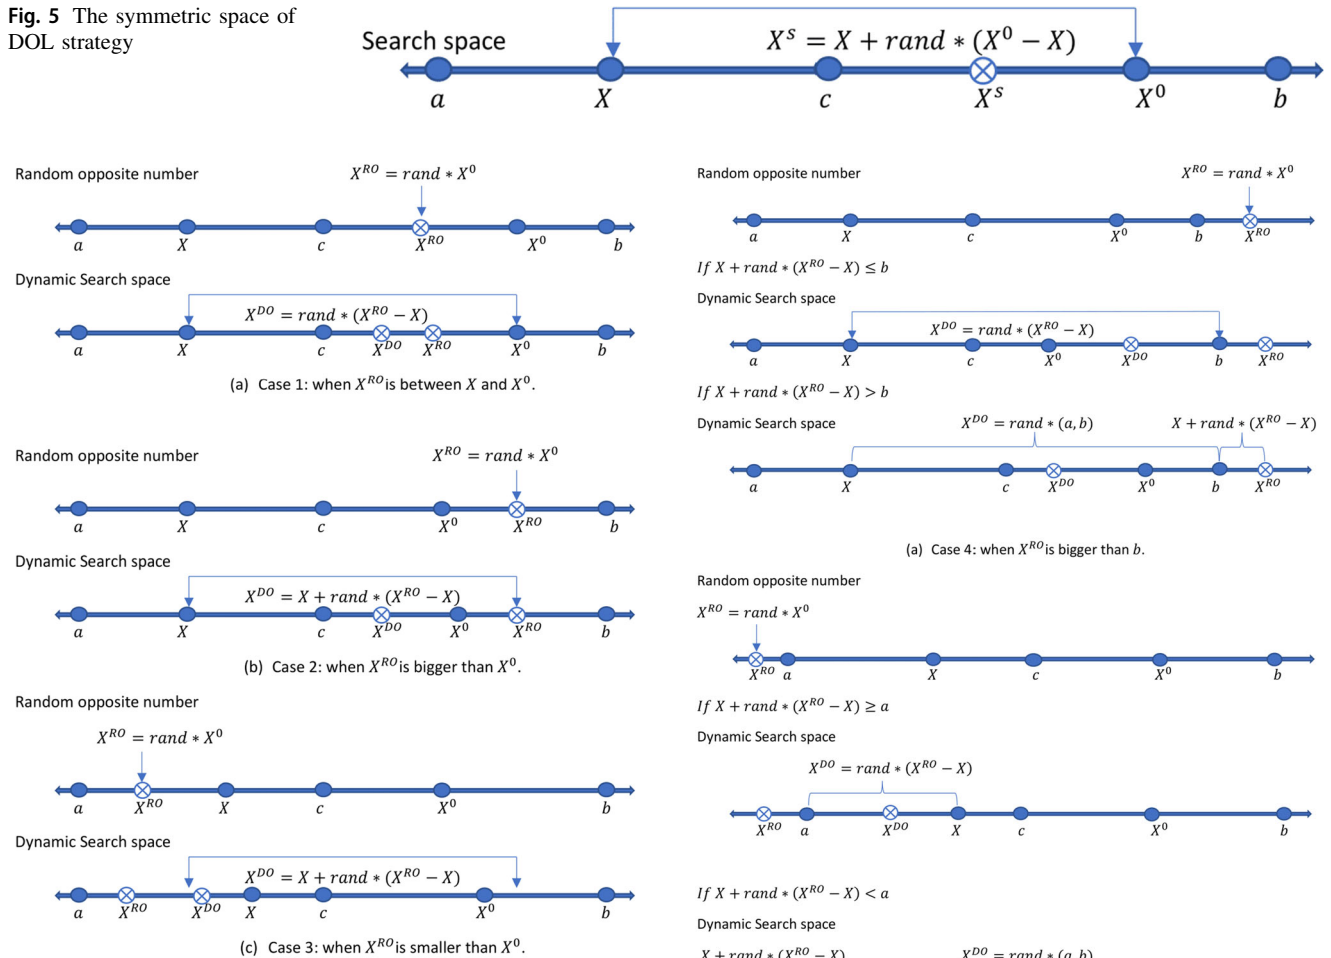 Fig. 5 The symmetric space of
DOL strategy
Search space
X^s = X + rand * (X^0 − X)
a X c X^s X^0 b
Random opposite number
X^RO = rand * X^0
a X c X^RO X^0 b
Dynamic Search space
X^DO = rand * (X^RO − X)
a X c X^DO X^RO X^0 b
(a) Case 1: when X^RO is between X and X^0.
Random opposite number
X^RO = rand * X^0
a X c X^0 X^RO b
Dynamic Search space
X^DO = X + rand * (X^RO − X)
a X c X^DO X^0 X^RO b
(b) Case 2: when X^RO is bigger than X^0.
Random opposite number
X^RO = rand * X^0
a X^RO X c X^0 b
Dynamic Search space
X^DO = X + rand * (X^RO − X)
a X^RO X^DO X c X^0 b
(c) Case 3: when X^RO is smaller than X^0.
Random opposite number
X^RO = rand * X^0
a X c X^0 b X^RO
If X + rand * (X^RO − X) ≤ b
Dynamic Search space
X^DO = rand * (X^RO − X)
a X c X^0 X^DO b X^RO
If X + rand * (X^RO − X) > b
Dynamic Search space
X^DO = rand * (a, b) X + rand * (X^RO − X)
a X c X^DO X^0 b X^RO
(a) Case 4: when X^RO is bigger than b.
Random opposite number
X^RO = rand * X^0
X^RO a X c X^0 b
If X + rand * (X^RO − X) ≥ a
Dynamic Search space
X^DO = rand * (X^RO − X)
X^RO a X^DO X c X^0 b
If X + rand * (X^RO − X) < a
Dynamic Search space
X + rand * (X^RO − X) X^DO = rand * (a, b)